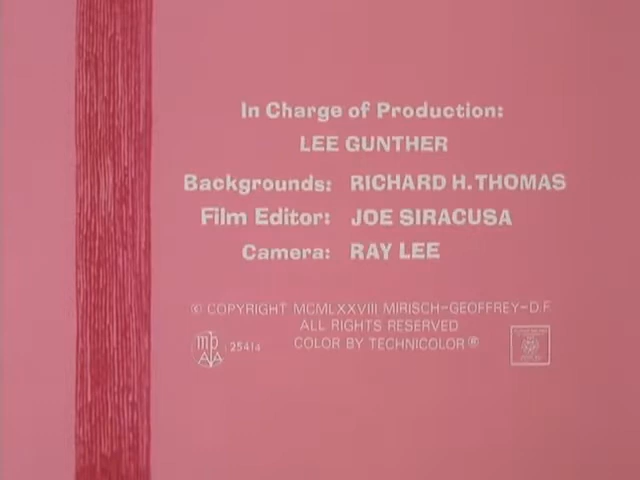 In Charge of Production:
LEE GUNTHER
Backgrounds: RICHARD H. THOMAS
Film Editor: JOE SIRACUSA
Camera: RAY LEE
© COPYRIGHT MCMLXXVIII MIRISCH-GEOFFREY-D.F.
ALL RIGHTS RESERVED
COLOR BY TECHNICOLOR®
25414